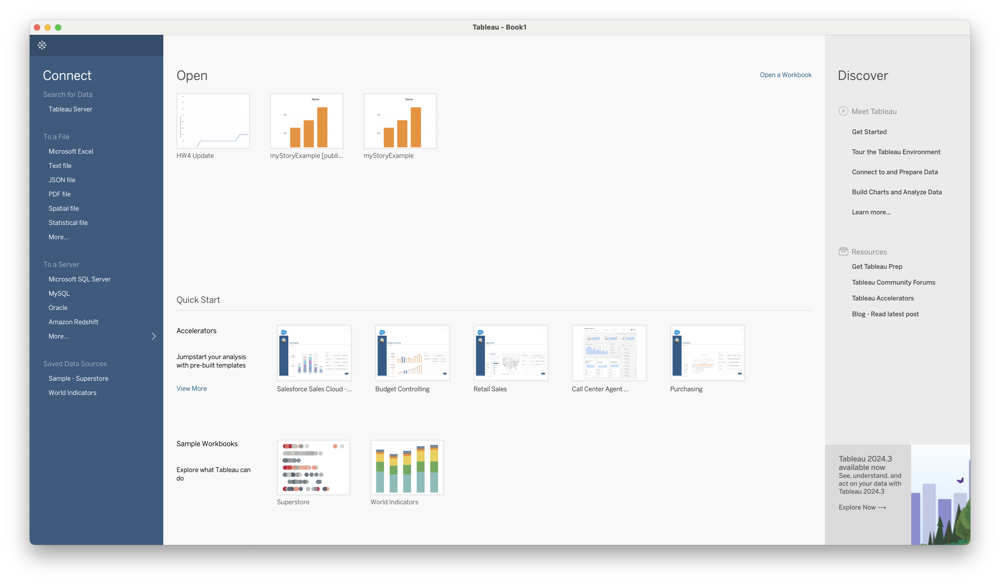 Tableau - Book1
Connect
Search for Data
Tableau Server
To a File
Microsoft Excel
Text file
JSON file
PDF file
Spatial file
Statistical file
More...
To a Server
Microsoft SQL Server
MySQL
Oracle
Amazon Redshift
More...
Saved Data Sources
Sample - Superstore
World Indicators
Open
Open a Workbook
Name
6K
5K
Name
6K
5K
HW4 Update
myStoryExample [publi...
myStoryExample
Quick Start
Accelerators
Jumpstart your analysis
with pre-built templates
View More
Sales Pipeline
Budget Controlling
Retail Sales
Purchasing
Salesforce Sales Cloud -...
Budget Controlling
Retail Sales
Call Center Agent ...
Purchasing
Sample Workbooks
Explore what Tableau can
do
Superstore
World Indicators
Discover
Meet Tableau
Get Started
Tour the Tableau Environment
Connect to and Prepare Data
Build Charts and Analyze Data
Learn more...
Resources
Get Tableau Prep
Tableau Community Forums
Tableau Accelerators
Blog - Read latest post
Tableau 2024.3
available now
See, understand, and
act on your data with
Tableau 2024.3
Explore Now →